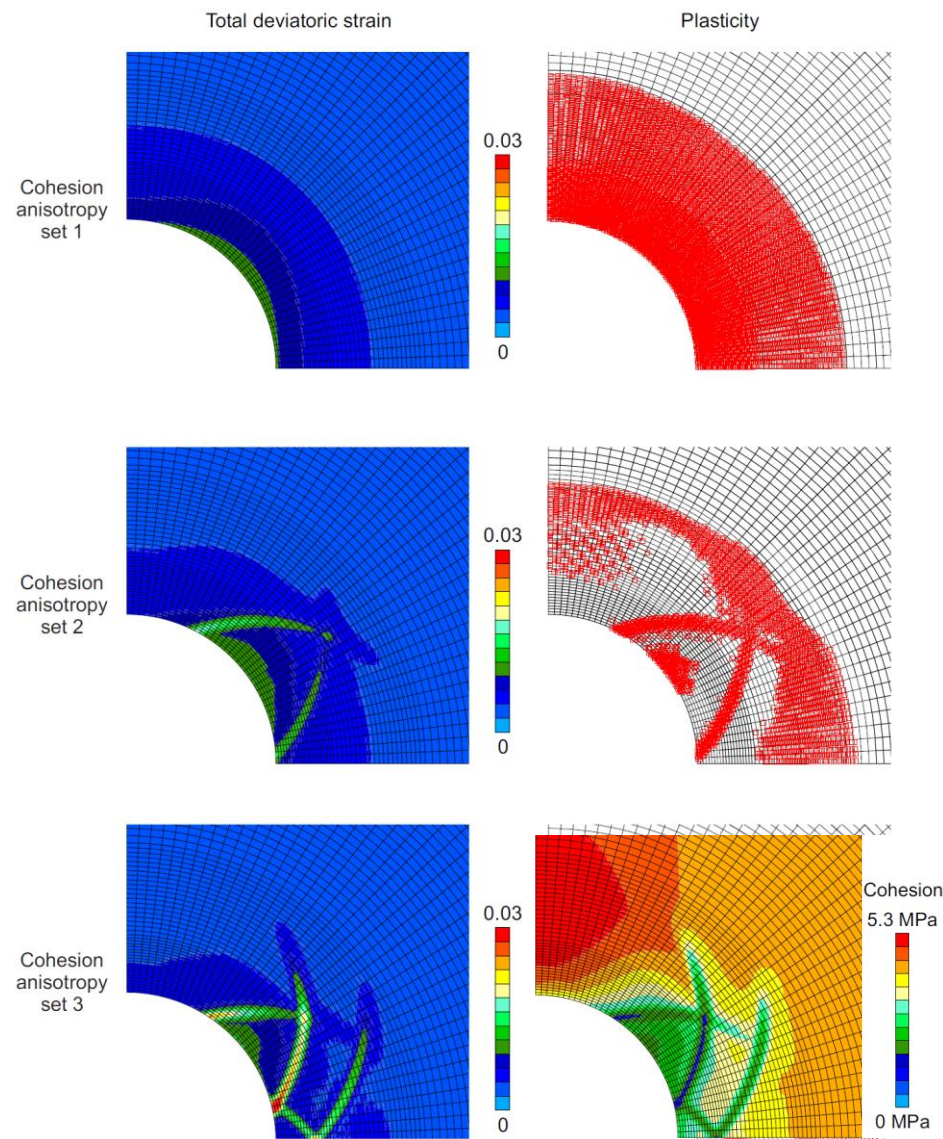 Total deviatoric strain
Plasticity
0.03
0
Cohesion
anisotropy
set 1
0.03
0
Cohesion
anisotropy
set 2
0.03
0
Cohesion
anisotropy
set 3
Cohesion
5.3 MPa
0 MPa